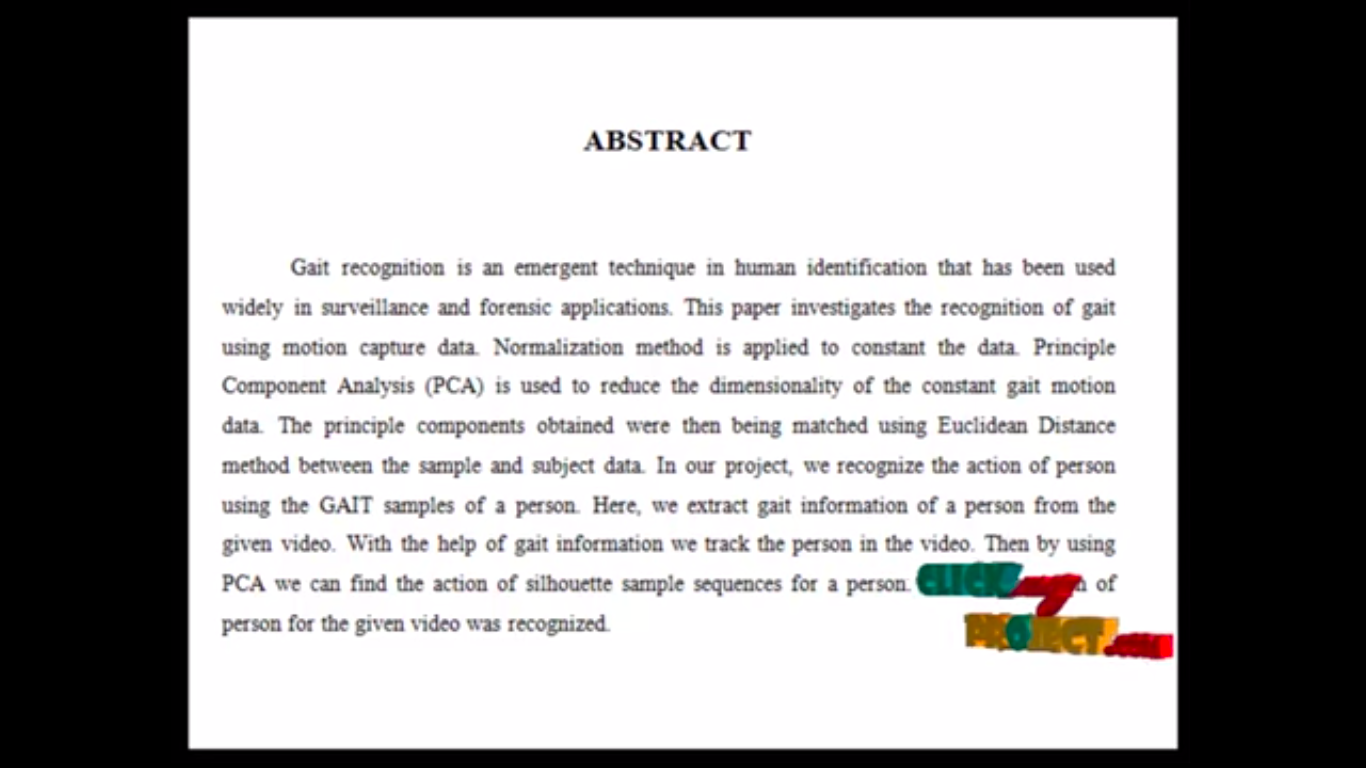 ABSTRACT
Gait recognition is an emergent technique in human identification that has been used
widely in surveillance and forensic applications. This paper investigates the recognition of gait
using motion capture data. Normalization method is applied to constant the data. Principle
Component Analysis (PCA) is used to reduce the dimensionality of the constant gait motion
data. The principle components obtained were then being matched using Euclidean Distance
method between the sample and subject data. In our project, we recognize the action of person
using the GAIT samples of a person. Here, we extract gait information of a person from the
given video. With the help of gait information we track the person in the video. Then by using
PCA we can find the action of silhouette sample sequences for a person. of
person for the given video was recognized.
CLICK
PROJECT